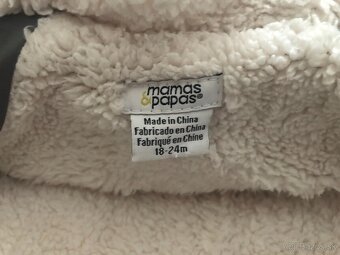 mamas
&papas
Made in China
Fabricado en China
Fabriqué en Chine
18-24m